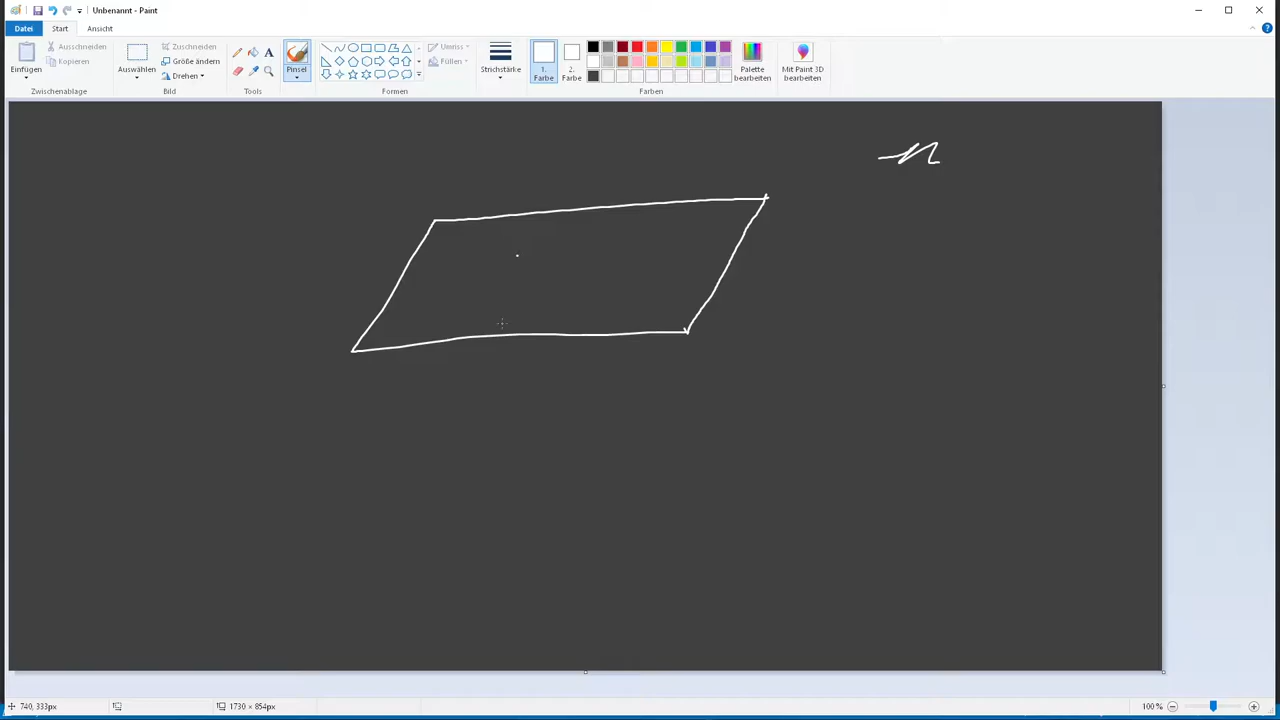 Unbenannt - Paint
Datei Start Ansicht
Einfügen
Ausschneiden
Kopieren
Zwischenablage
Auswählen
Zuschneiden
Größe ändern
Drehen
Bild
A
Tools
Pinsel
Umriss
Füllen
Formen
Strichstärke
1. Farbe
2. Farbe
Farben
Palette bearbeiten
Mit Paint 3D bearbeiten
740, 333px
1730 × 854px
100 %